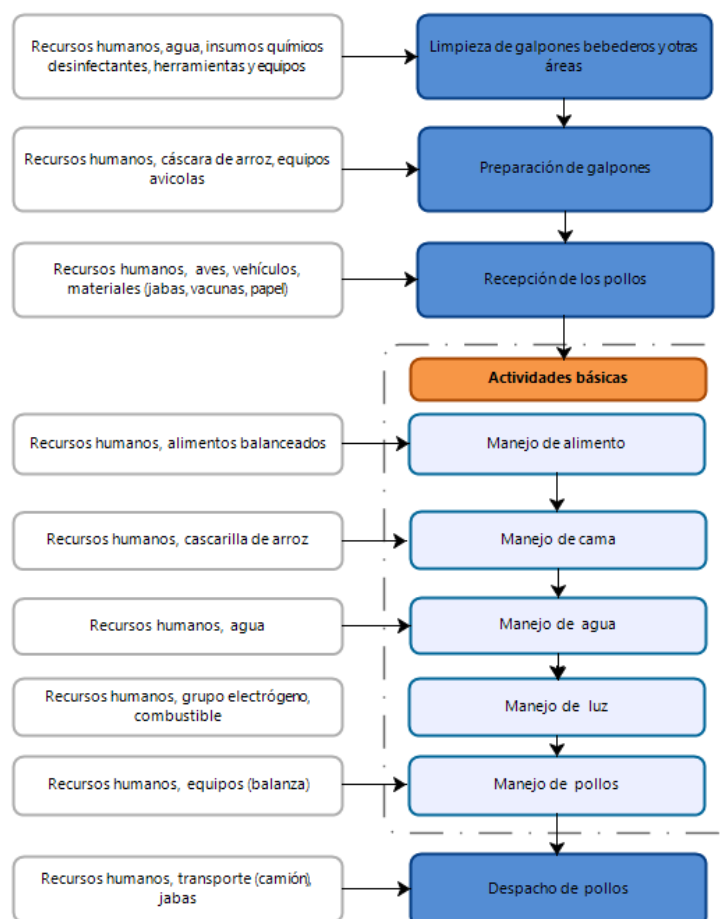 Recursos humanos, agua, insumos químicos
desinfectantes, herramientas y equipos
Limpieza de galpones bebederos y otras
áreas
Recursos humanos, cáscara de arroz, equipos
avicolas
Preparación de galpones
Recursos humanos, aves, vehículos,
materiales (jabas, vacunas, papel)
Recepción de los pollos
Actividades básicas
Recursos humanos, alimentos balanceados
Manejo de alimento
Recursos humanos, cascarilla de arroz
Manejo de cama
Recursos humanos, agua
Manejo de agua
Recursos humanos, grupo electrógeno,
combustible
Manejo de luz
Recursos humanos, equipos (balanza)
Manejo de pollos
Recursos humanos, transporte (camión),
jabas
Despacho de pollos